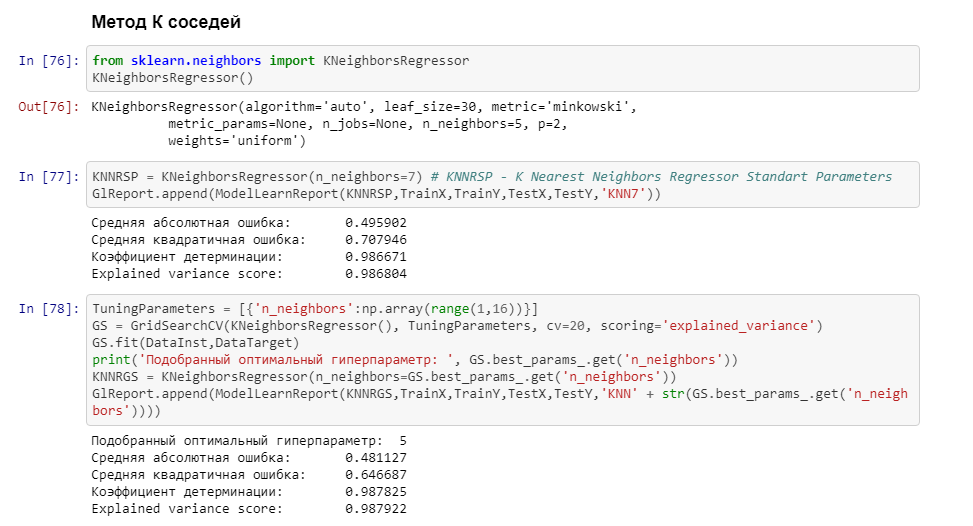 Метод К соседей
In [76]: from sklearn.neighbors import KNeighborsRegressor
KNeighborsRegressor()
Out[76]: KNeighborsRegressor(algorithm='auto', leaf_size=30, metric='minkowski',
metric_params=None, n_jobs=None, n_neighbors=5, p=2,
weights='uniform')
In [77]: KNNRSP = KNeighborsRegressor(n_neighbors=7) # KNNRSP - K Nearest Neighbors Regressor Standart Parameters
GlReport.append(ModelLearnReport(KNNRSP,TrainX,TrainY,TestX,TestY,'KNN7'))
Средняя абсолютная ошибка: 0.495902
Средняя квадратичная ошибка: 0.707946
Коэффициент детерминации: 0.986671
Explained variance score: 0.986804
In [78]: TuningParameters = [{'n_neighbors':np.array(range(1,16))}]
GS = GridSearchCV(KNeighborsRegressor(), TuningParameters, cv=20, scoring='explained_variance')
GS.fit(DataInst,DataTarget)
print('Подобранный оптимальный гиперпараметр: ', GS.best_params_.get('n_neighbors'))
KNNRGS = KNeighborsRegressor(n_neighbors=GS.best_params_.get('n_neighbors'))
GlReport.append(ModelLearnReport(KNNRGS,TrainX,TrainY,TestX,TestY,'KNN' + str(GS.best_params_.get('n_neigh
bors'))))
Подобранный оптимальный гиперпараметр: 5
Средняя абсолютная ошибка: 0.481127
Средняя квадратичная ошибка: 0.646687
Коэффициент детерминации: 0.987825
Explained variance score: 0.987922